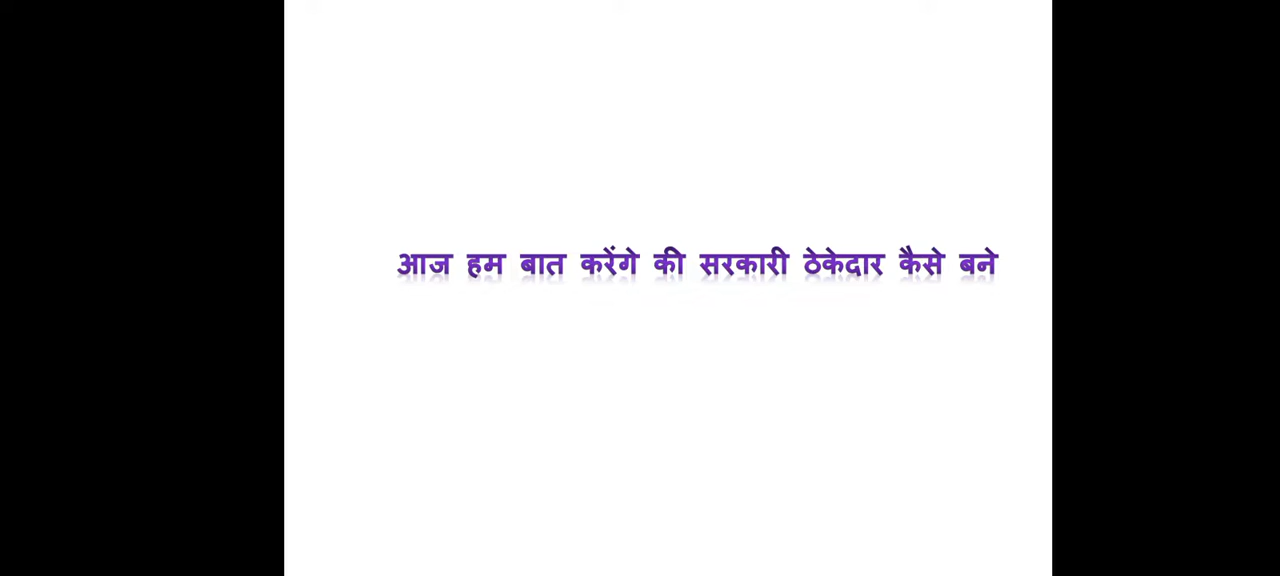 आज हम बात करेंगे की सरकारी ठेकेदार कैसे बने